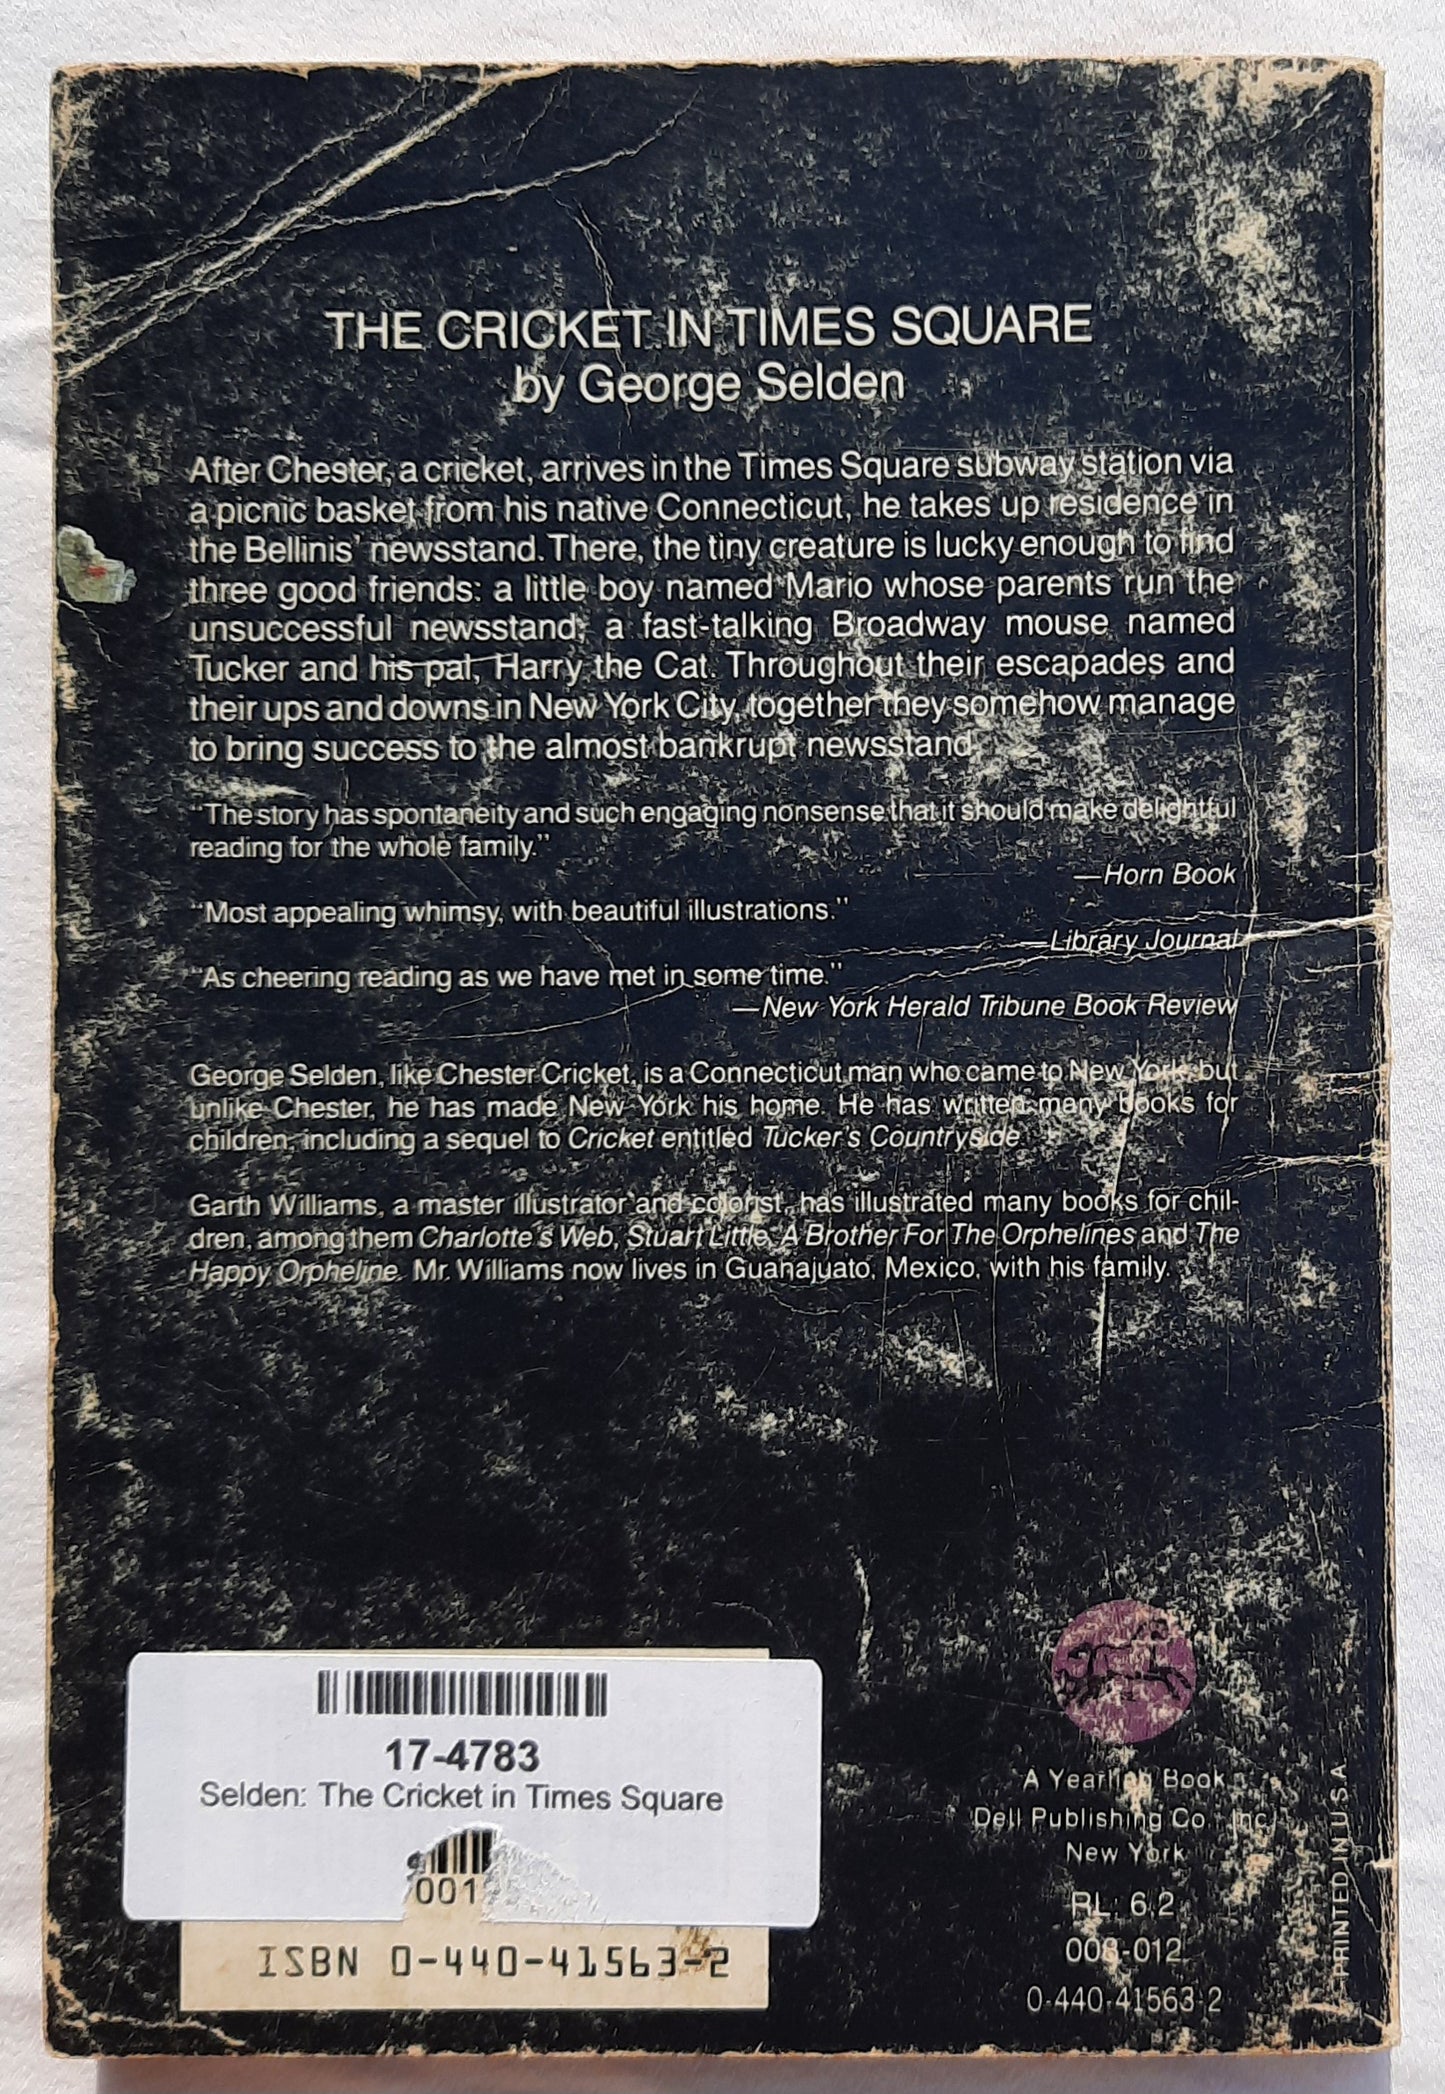 THE CRICKET IN TIMES SQUARE
by George Selden
After Chester, a cricket, arrives in the Times Square subway station via
a picnic basket from his native Connecticut, he takes up residence in
the Bellinis' newsstand. There, the tiny creature is lucky enough to find
three good friends: a little boy named Mario whose parents run the
unsuccessful newsstand; a fast-talking Broadway mouse named
Tucker and his pal, Harry the Cat. Throughout their escapades and
their ups and downs in New York City, together they somehow manage
to bring success to the almost bankrupt newsstand.
"The story has spontaneity and such engaging nonsense that it should make delightful
reading for the whole family."
—Horn Book
"Most appealing whimsy, with beautiful illustrations."
—Library Journal
"As cheering reading as we have met in some time."
—New York Herald Tribune Book Review
George Selden, like Chester Cricket, is a Connecticut man who came to New York, but
unlike Chester, he has made New York his home. He has written many books for
children, including a sequel to Cricket entitled Tucker's Countryside.
Garth Williams, a master illustrator and colorist, has illustrated many books for chil-
dren, among them Charlotte's Web, Stuart Little, A Brother For The Orphelines and The
Happy Orpheline. Mr. Williams now lives in Guanajuato, Mexico, with his family.
17-4783
Selden: The Cricket in Times Square
001
ISBN 0-440-41563-2
A Yearling Book
Dell Publishing Co., Inc.
New York
RL: 6.2
008-012
0-440-41563-2
PRINTED IN U.S.A.